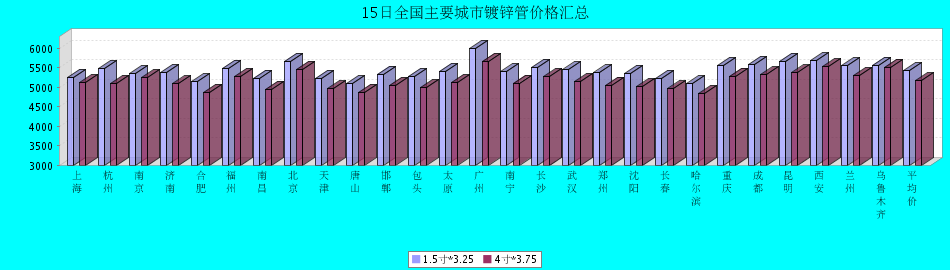 15日全国主要城市镀锌管价格汇总
6000
5500
5000
4500
4000
3500
3000
上海 杭州 南京 济南 合肥 福州 南昌 北京 天津 唐山 邯郸 包头 太原 广州 南宁 长沙 武汉 郑州 沈阳 长春 哈尔滨 重庆 成都 昆明 西安 兰州 乌鲁木齐 平均价
1.5寸*3.25 4寸*3.75